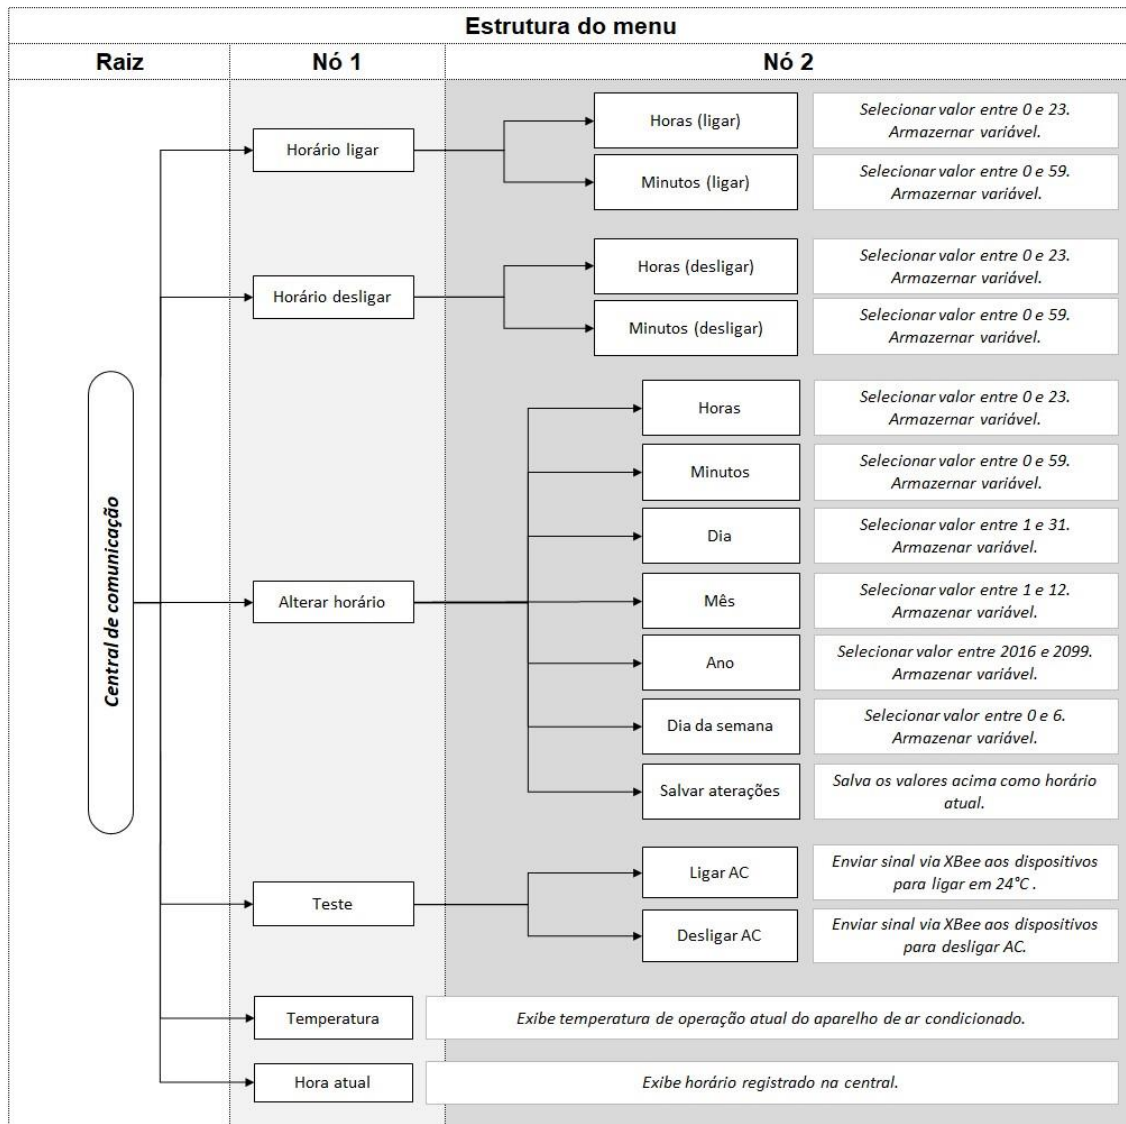 Estrutura do menu
Raiz
Nó 1
Nó 2
Horário ligar
Horas (ligar)
Selecionar valor entre 0 e 23.
Armazernar variável.
Minutos (ligar)
Selecionar valor entre 0 e 59.
Armazernar variável.
Horário desligar
Horas (desligar)
Selecionar valor entre 0 e 23.
Armazernar variável.
Minutos (desligar)
Selecionar valor entre 0 e 59.
Armazernar variável.
Central de comunicação
Alterar horário
Horas
Selecionar valor entre 0 e 23.
Armazernar variável.
Minutos
Selecionar valor entre 0 e 59.
Armazernar variável.
Dia
Selecionar valor entre 1 e 31.
Armazenar variável.
Mês
Selecionar valor entre 1 e 12.
Armazenar variável.
Ano
Selecionar valor entre 2016 e 2099.
Armazenar variável.
Dia da semana
Selecionar valor entre 0 e 6.
Armazenar variável.
Salvar aterações
Salva os valores acima como horário
atual.
Teste
Ligar AC
Enviar sinal via XBee aos dispositivos
para ligar em 24°C .
Desligar AC
Enviar sinal via XBee aos dispositivos
para desligar AC.
Temperatura
Exibe temperatura de operação atual do aparelho de ar condicionado.
Hora atual
Exibe horário registrado na central.